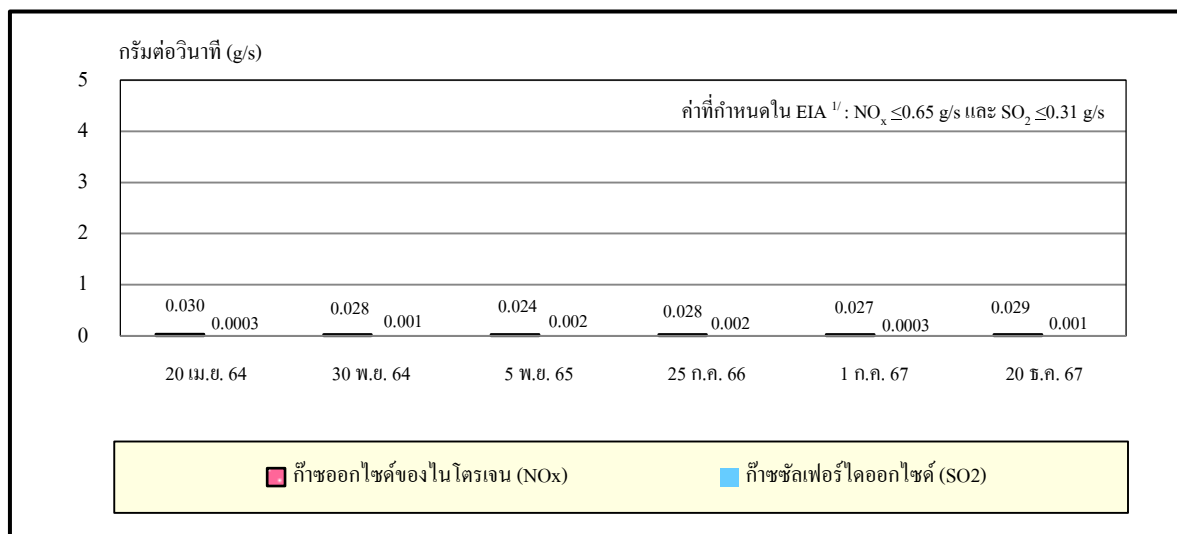 กรัมต่อวินาที (g/s)
ค่าที่กำหนดใน EIA 1/ : NOx ≤0.65 g/s และ SO2 ≤0.31 g/s
5
4
3
2
1
0
0.030 0.0003 0.028 0.001 0.024 0.002 0.028 0.002 0.027 0.0003 0.029 0.001
20 เม.ย. 64 30 พ.ย. 64 5 พ.ย. 65 25 ก.ค. 66 1 ก.ค. 67 20 ธ.ค. 67
ก๊าซออกไซด์ของไนโตรเจน (NOx) ก๊าซซัลเฟอร์ไดออกไซด์ (SO2)